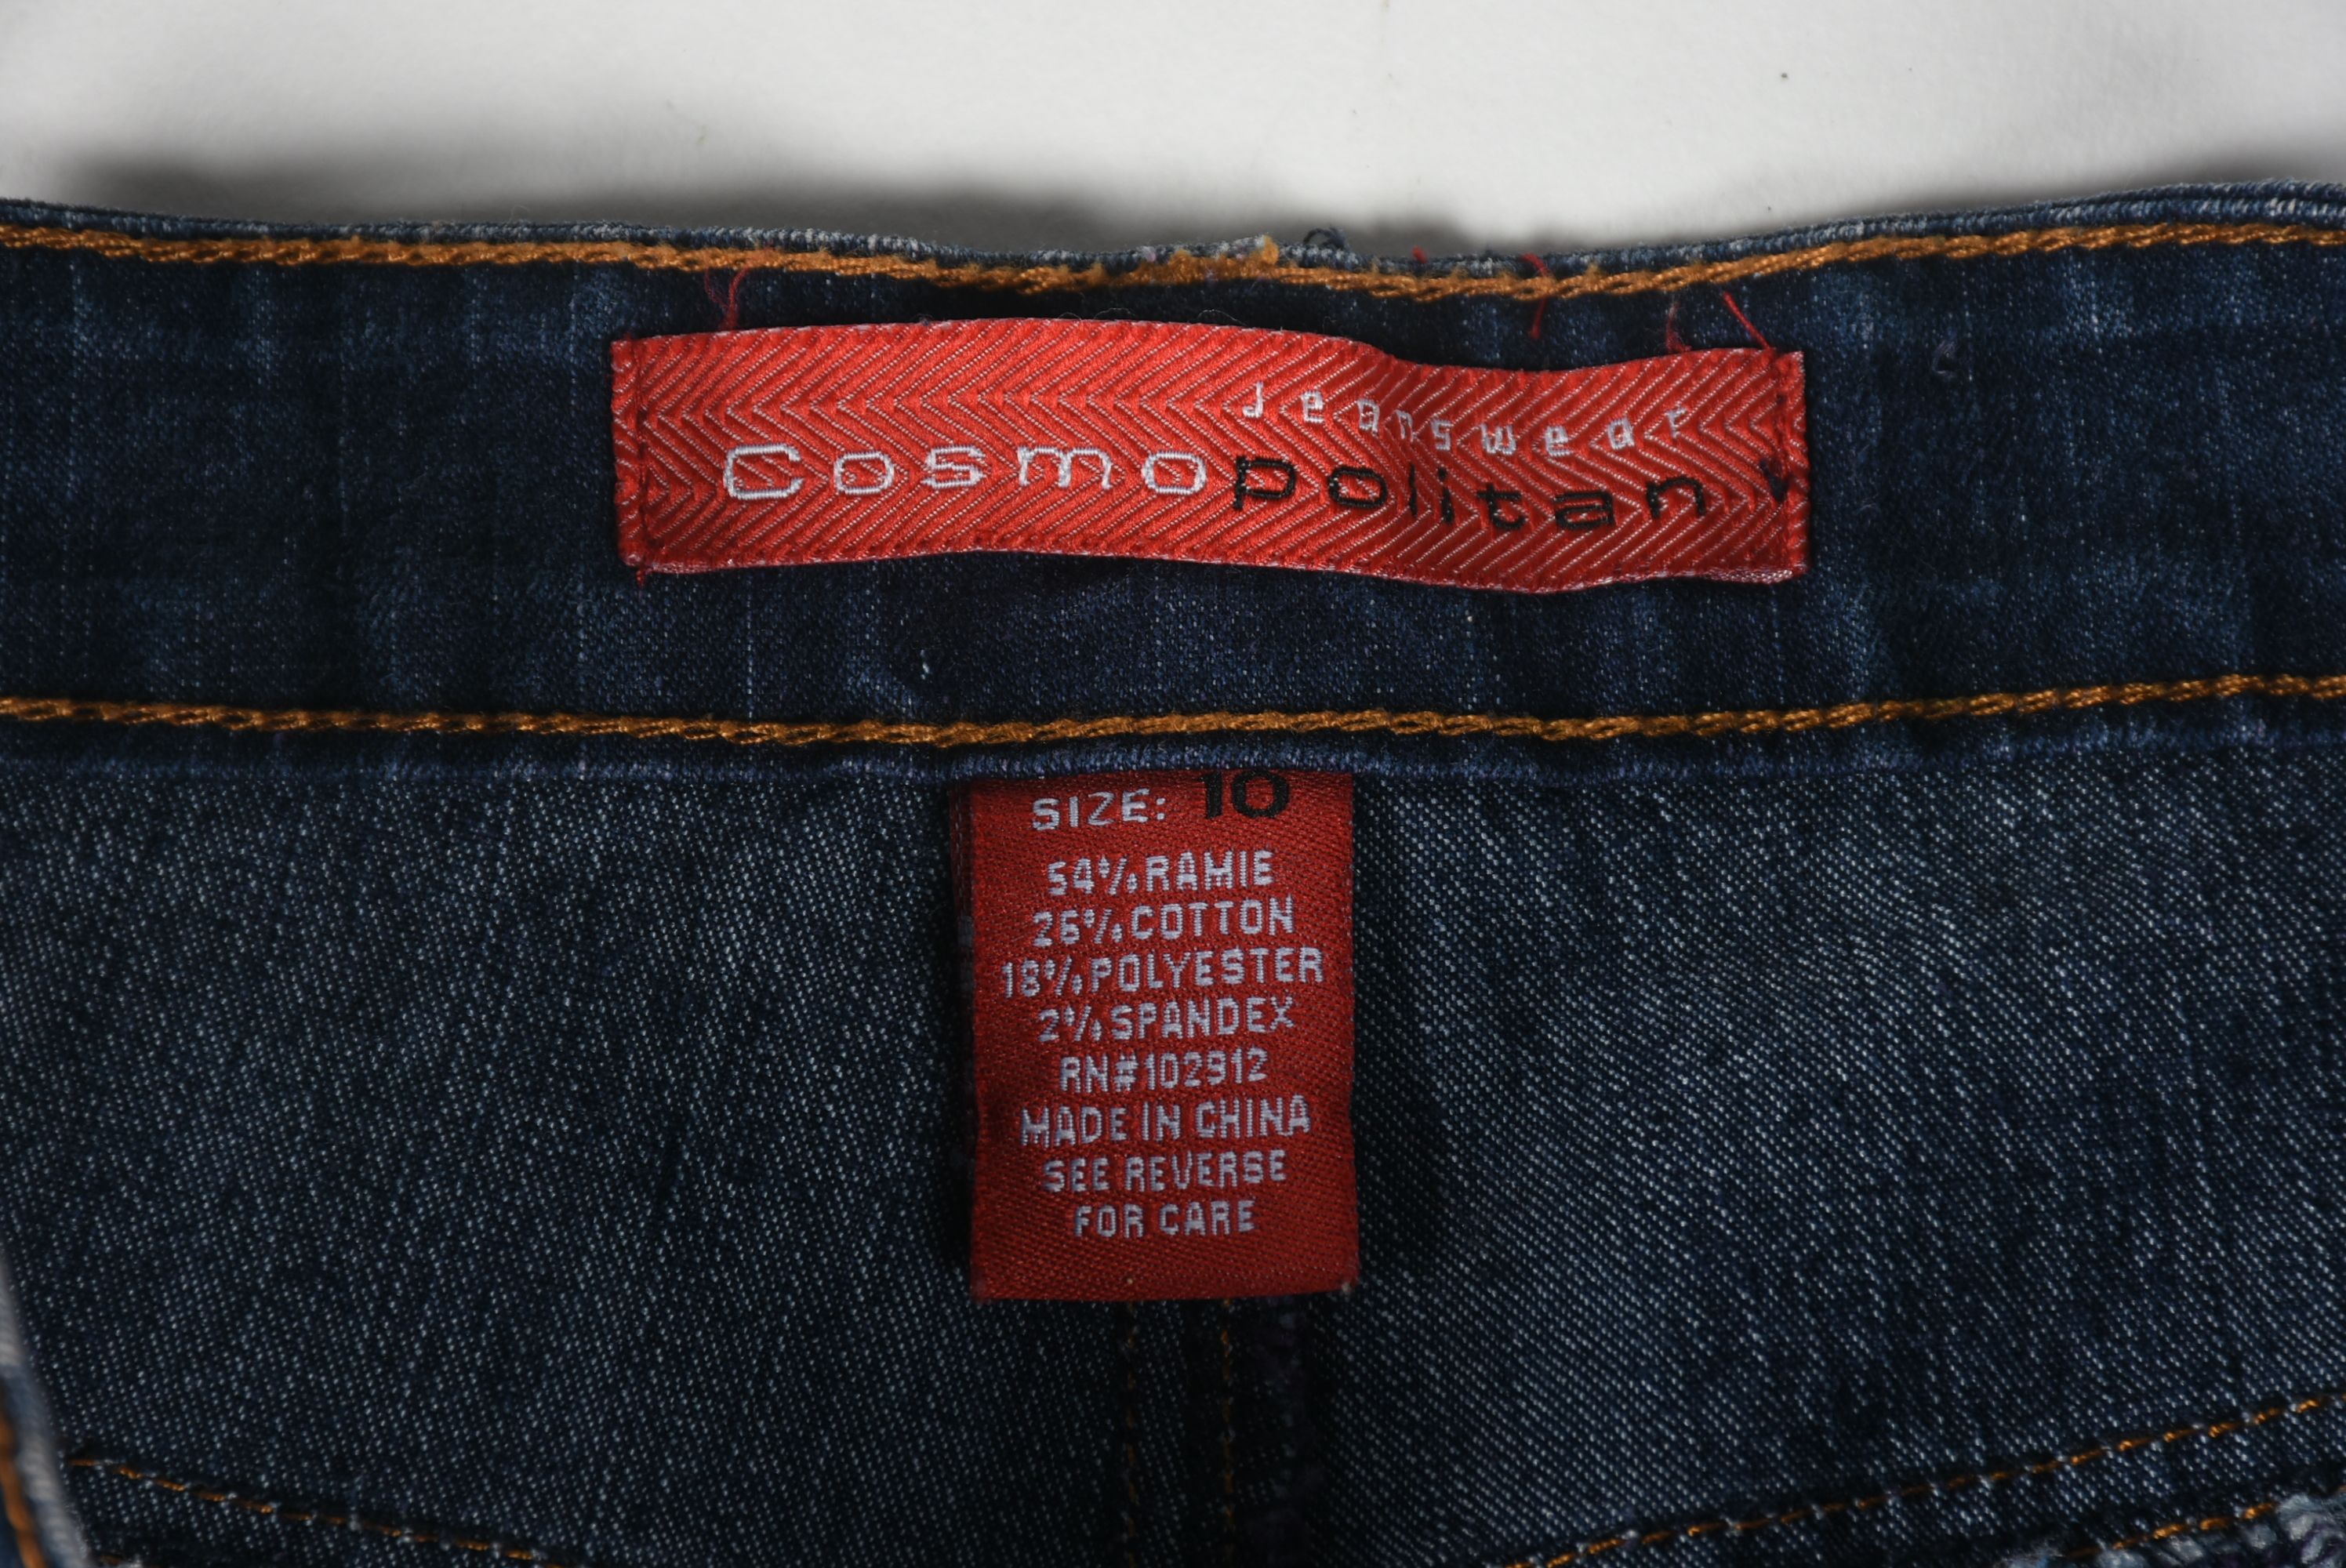 Jeanswear
Cosmopolitan
SIZE: 10
54% RAMIE
26% COTTON
18% POLYESTER
2% SPANDEX
RN#102912
MADE IN CHINA
SEE REVERSE
FOR CARE